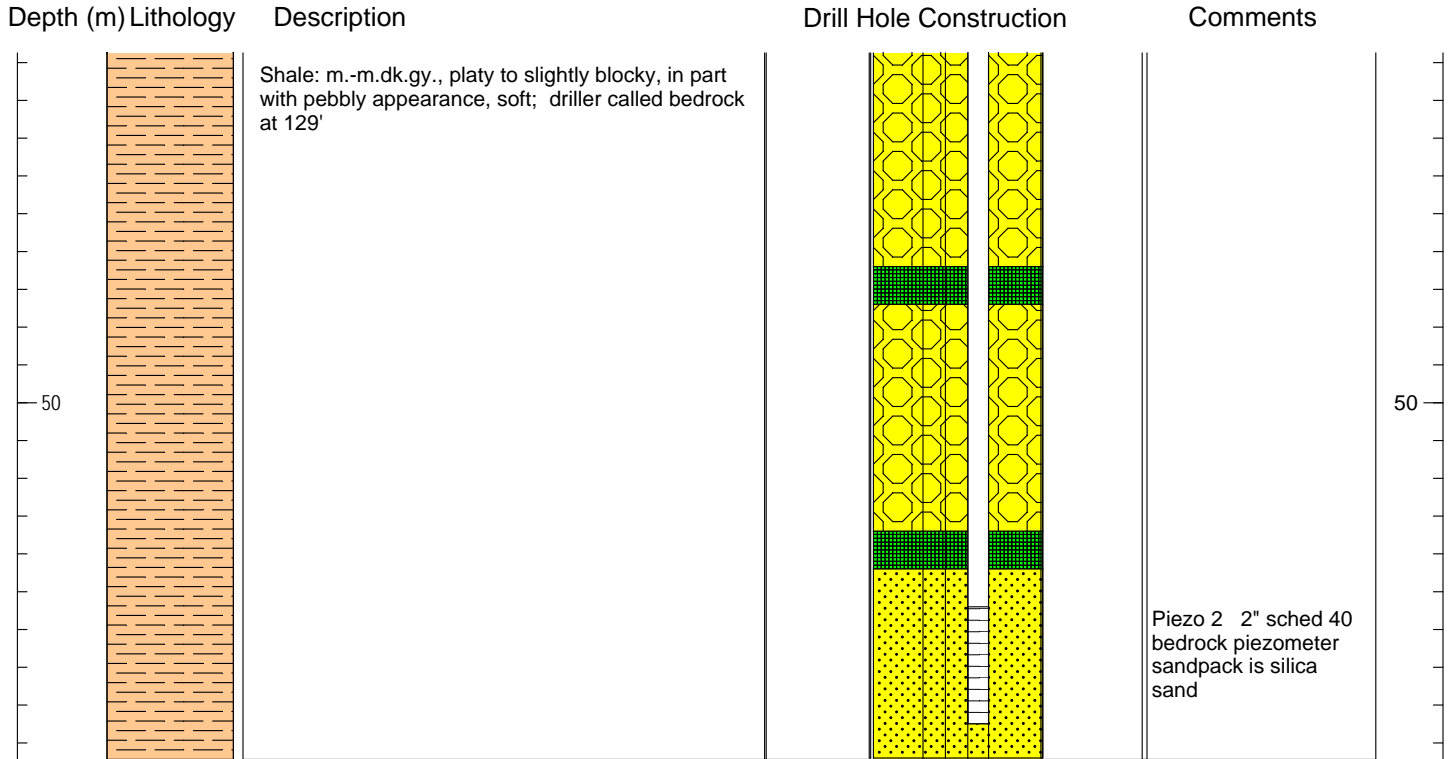 Depth (m) Lithology Description Drill Hole Construction Comments
Shale: m.-m.dk.gy., platy to slightly blocky, in part
with pebbly appearance, soft; driller called bedrock
at 129'
50 50
Piezo 2 2" sched 40
bedrock piezometer
sandpack is silica
sand